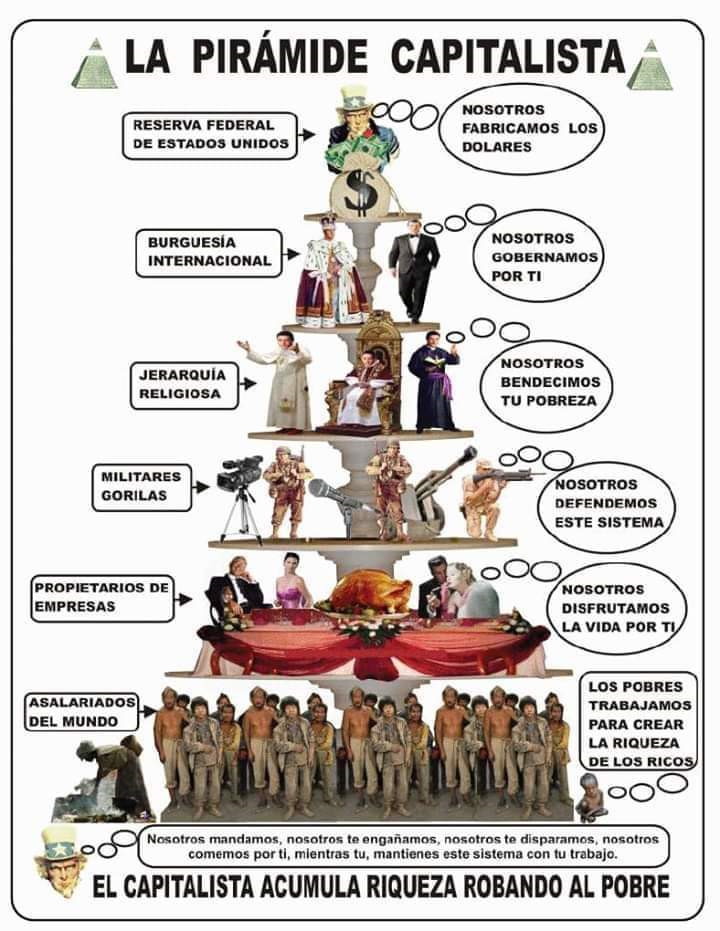 LA PIRÁMIDE CAPITALISTA
RESERVA FEDERAL
DE ESTADOS UNIDOS
NOSOTROS
FABRICAMOS LOS
DOLARES
$
BURGUESÍA
INTERNACIONAL
NOSOTROS
GOBERNAMOS
POR TI
JERARQUÍA
RELIGIOSA
NOSOTROS
BENDECIMOS
TU POBREZA
MILITARES
GORILAS
NOSOTROS
DEFENDEMOS
ESTE SISTEMA
PROPIETARIOS DE
EMPRESAS
NOSOTROS
DISFRUTAMOS
LA VIDA POR TI
ASALARIADOS
DEL MUNDO
LOS POBRES
TRABAJAMOS
PARA CREAR
LA RIQUEZA
DE LOS RICOS
Nosotros mandamos, nosotros te engañamos, nosotros te disparamos, nosotros
comemos por ti, mientras tu, mantienes este sistema con tu trabajo.
EL CAPITALISTA ACUMULA RIQUEZA ROBANDO AL POBRE